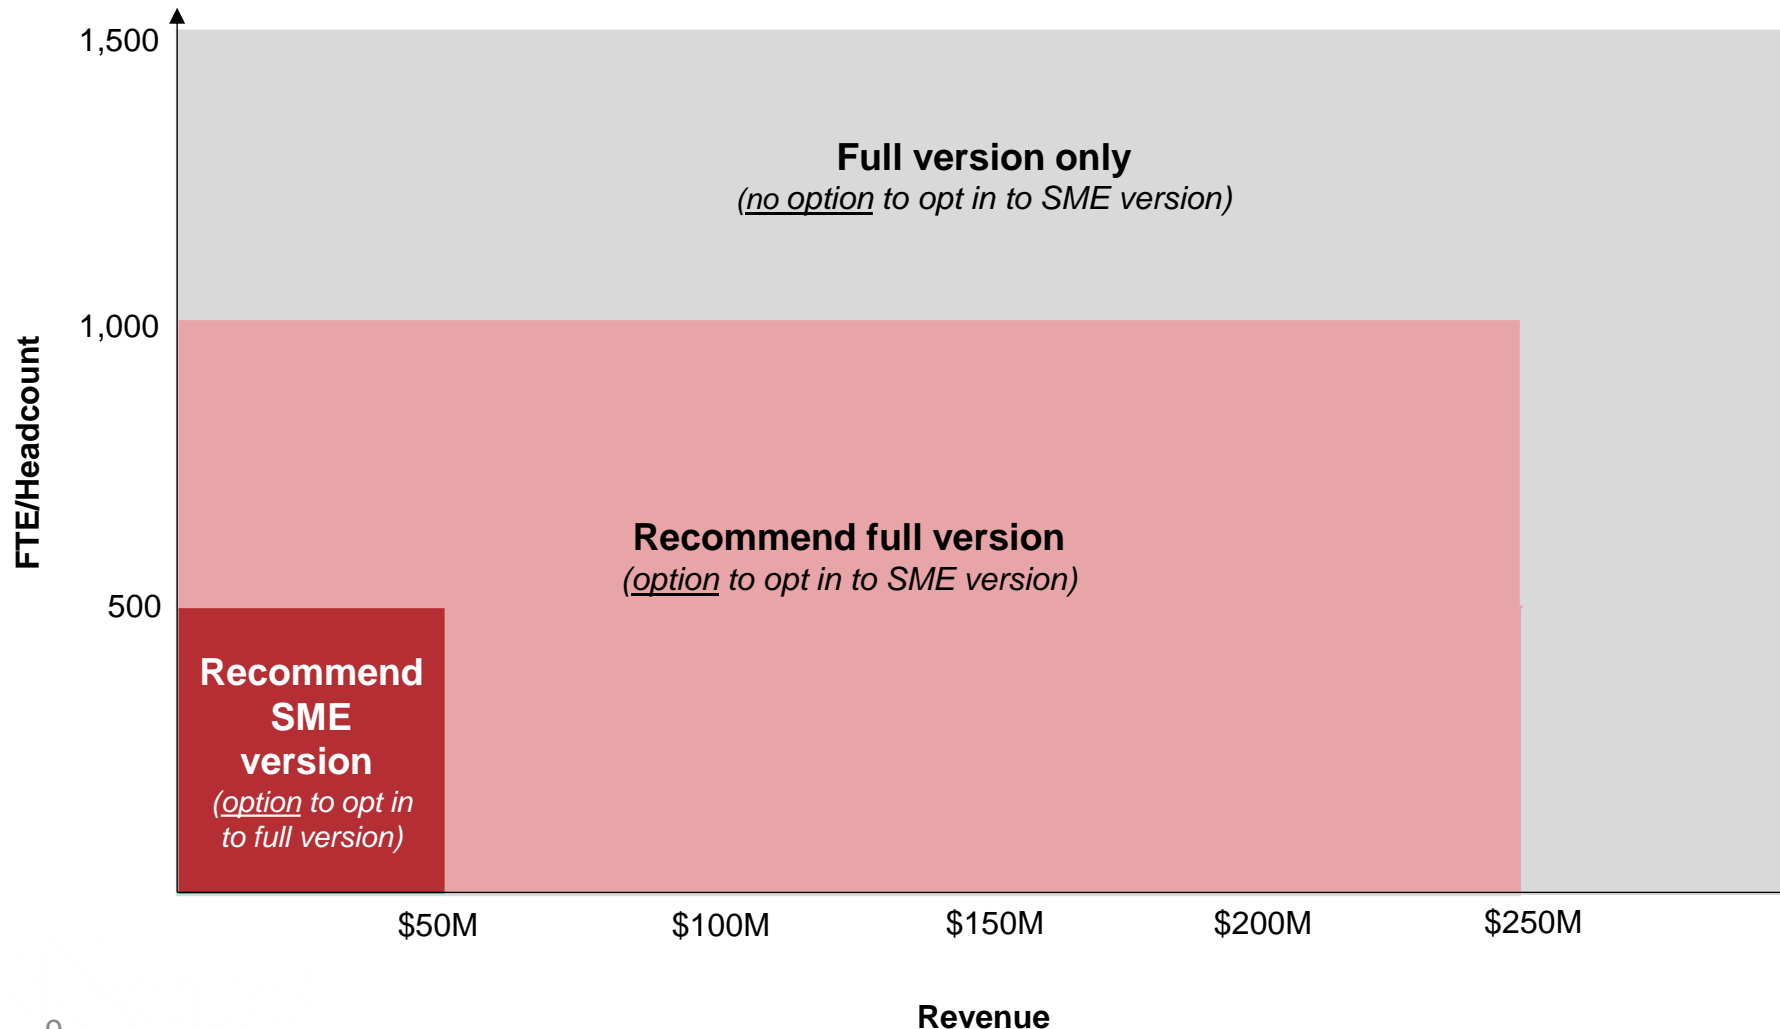 1,500
Full version only
(no option to opt in to SME version)
1,000
FTE/Headcount
Recommend full version
(option to opt in to SME version)
500
Recommend
SME
version
(option to opt in
to full version)
$50M
$100M
$150M
$200M
$250M
Revenue